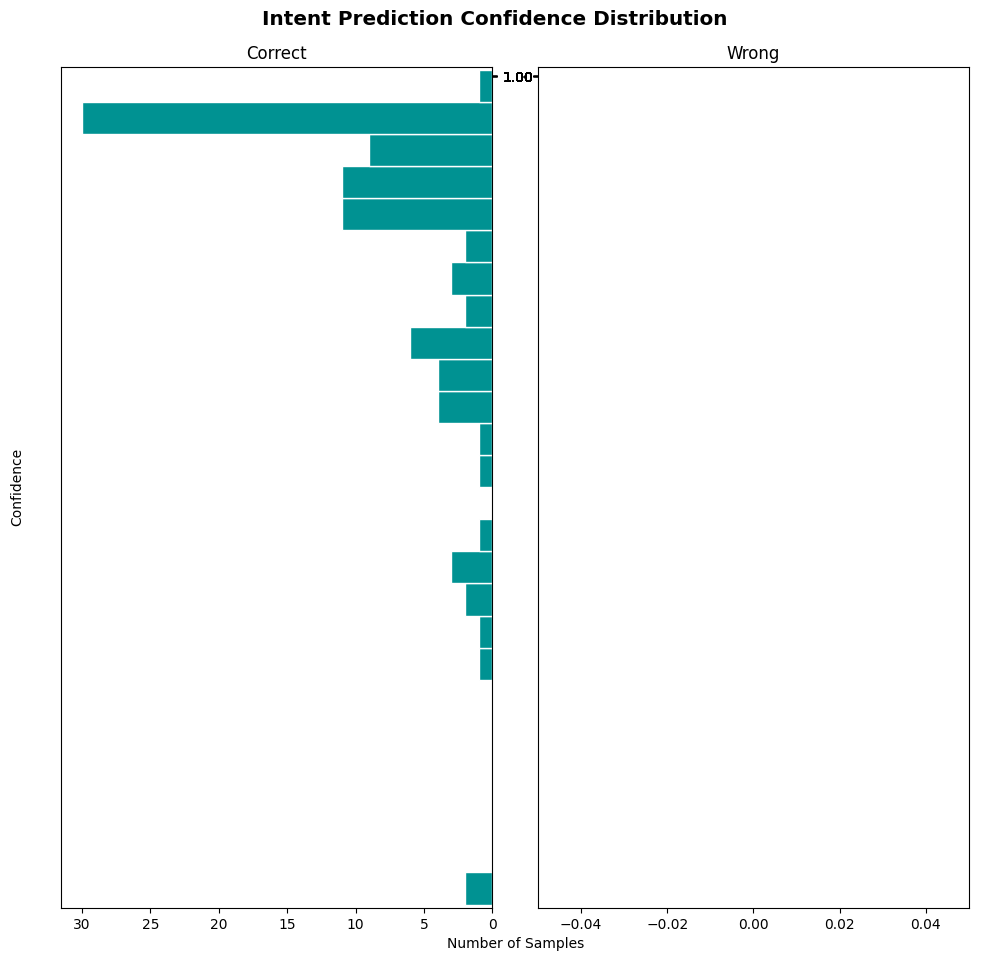 Intent Prediction Confidence Distribution
Correct
Wrong
1.00
Confidence
30 25 20 15 10 5 0
−0.04 −0.02 0.00 0.02 0.04
Number of Samples